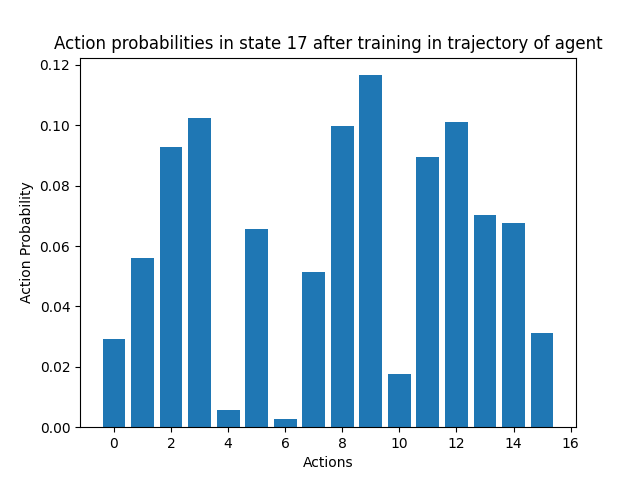 Action probabilities in state 17 after training in trajectory of agent
0.12
0.10
0.08
0.06
0.04
0.02
0.00
Action Probability
0 2 4 6 8 10 12 14 16
Actions